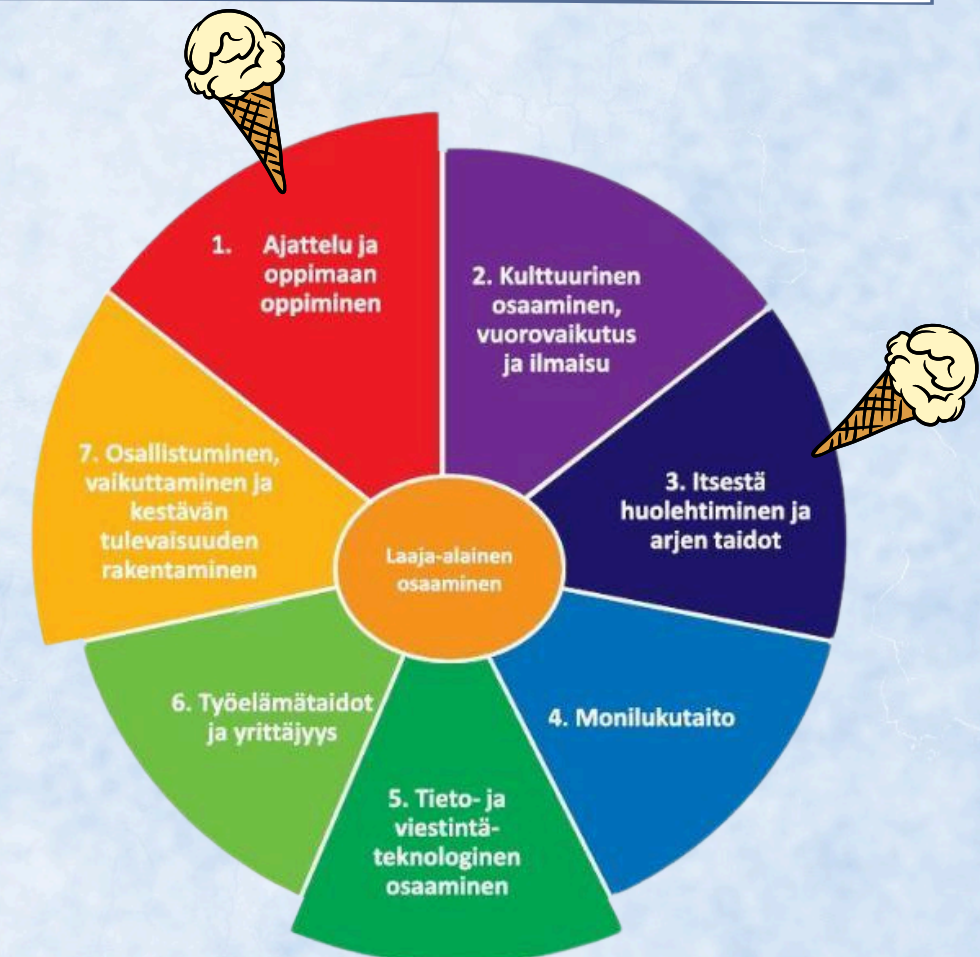 1. Ajattelu ja
oppimaan
oppiminen
2. Kulttuurinen
osaaminen,
vuorovaikutus
ja ilmaisu
3. Itsestä
huolehtiminen ja
arjen taidot
4. Monilukutaito
5. Tieto- ja
viestintä-
teknologinen
osaaminen
6. Työelämätaidot
ja yrittäjyys
7. Osallistuminen,
vaikuttaminen ja
kestävän
tulevaisuuden
rakentaminen
Laaja-alainen
osaaminen